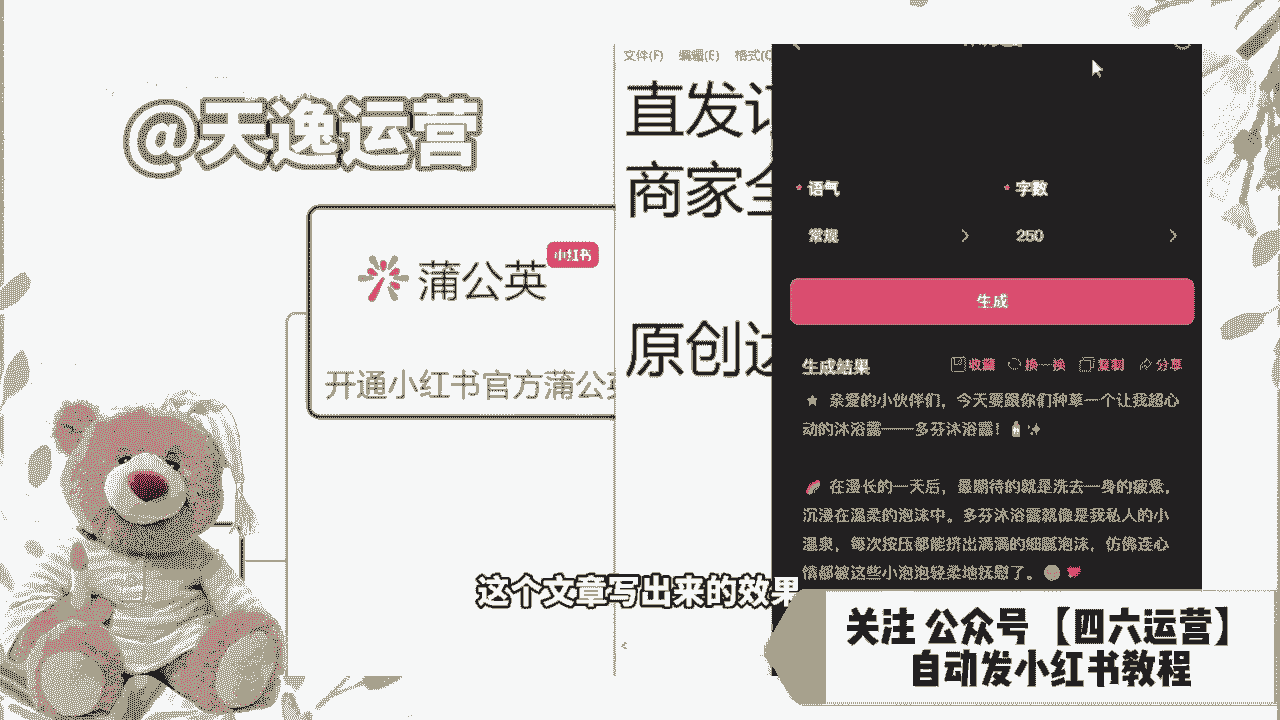 @天逸运营
小红书
蒲公英
开通小红书官方蒲公
文件(F) 编辑(E) 格式(O
直发
商家全
原创达
语气 字数
常规 250
生成
生成结果 收藏 换一换 复制 分享
亲爱的小伙伴们，今天要跟你们种草一个让我超心
动的沐浴露——多芬沐浴露！
在漫长的一天后，最期待的就是洗去一身的疲惫，
沉浸在温柔的泡沫中。多芬沐浴露就像是我私人的小
温泉，每次按压都能挤出满满的细腻泡沫，仿佛连心
情都被这些小泡泡轻柔地抚慰了。
这个文章写出来的效果
关注 公众号 【四六运营】
自动发小红书教程